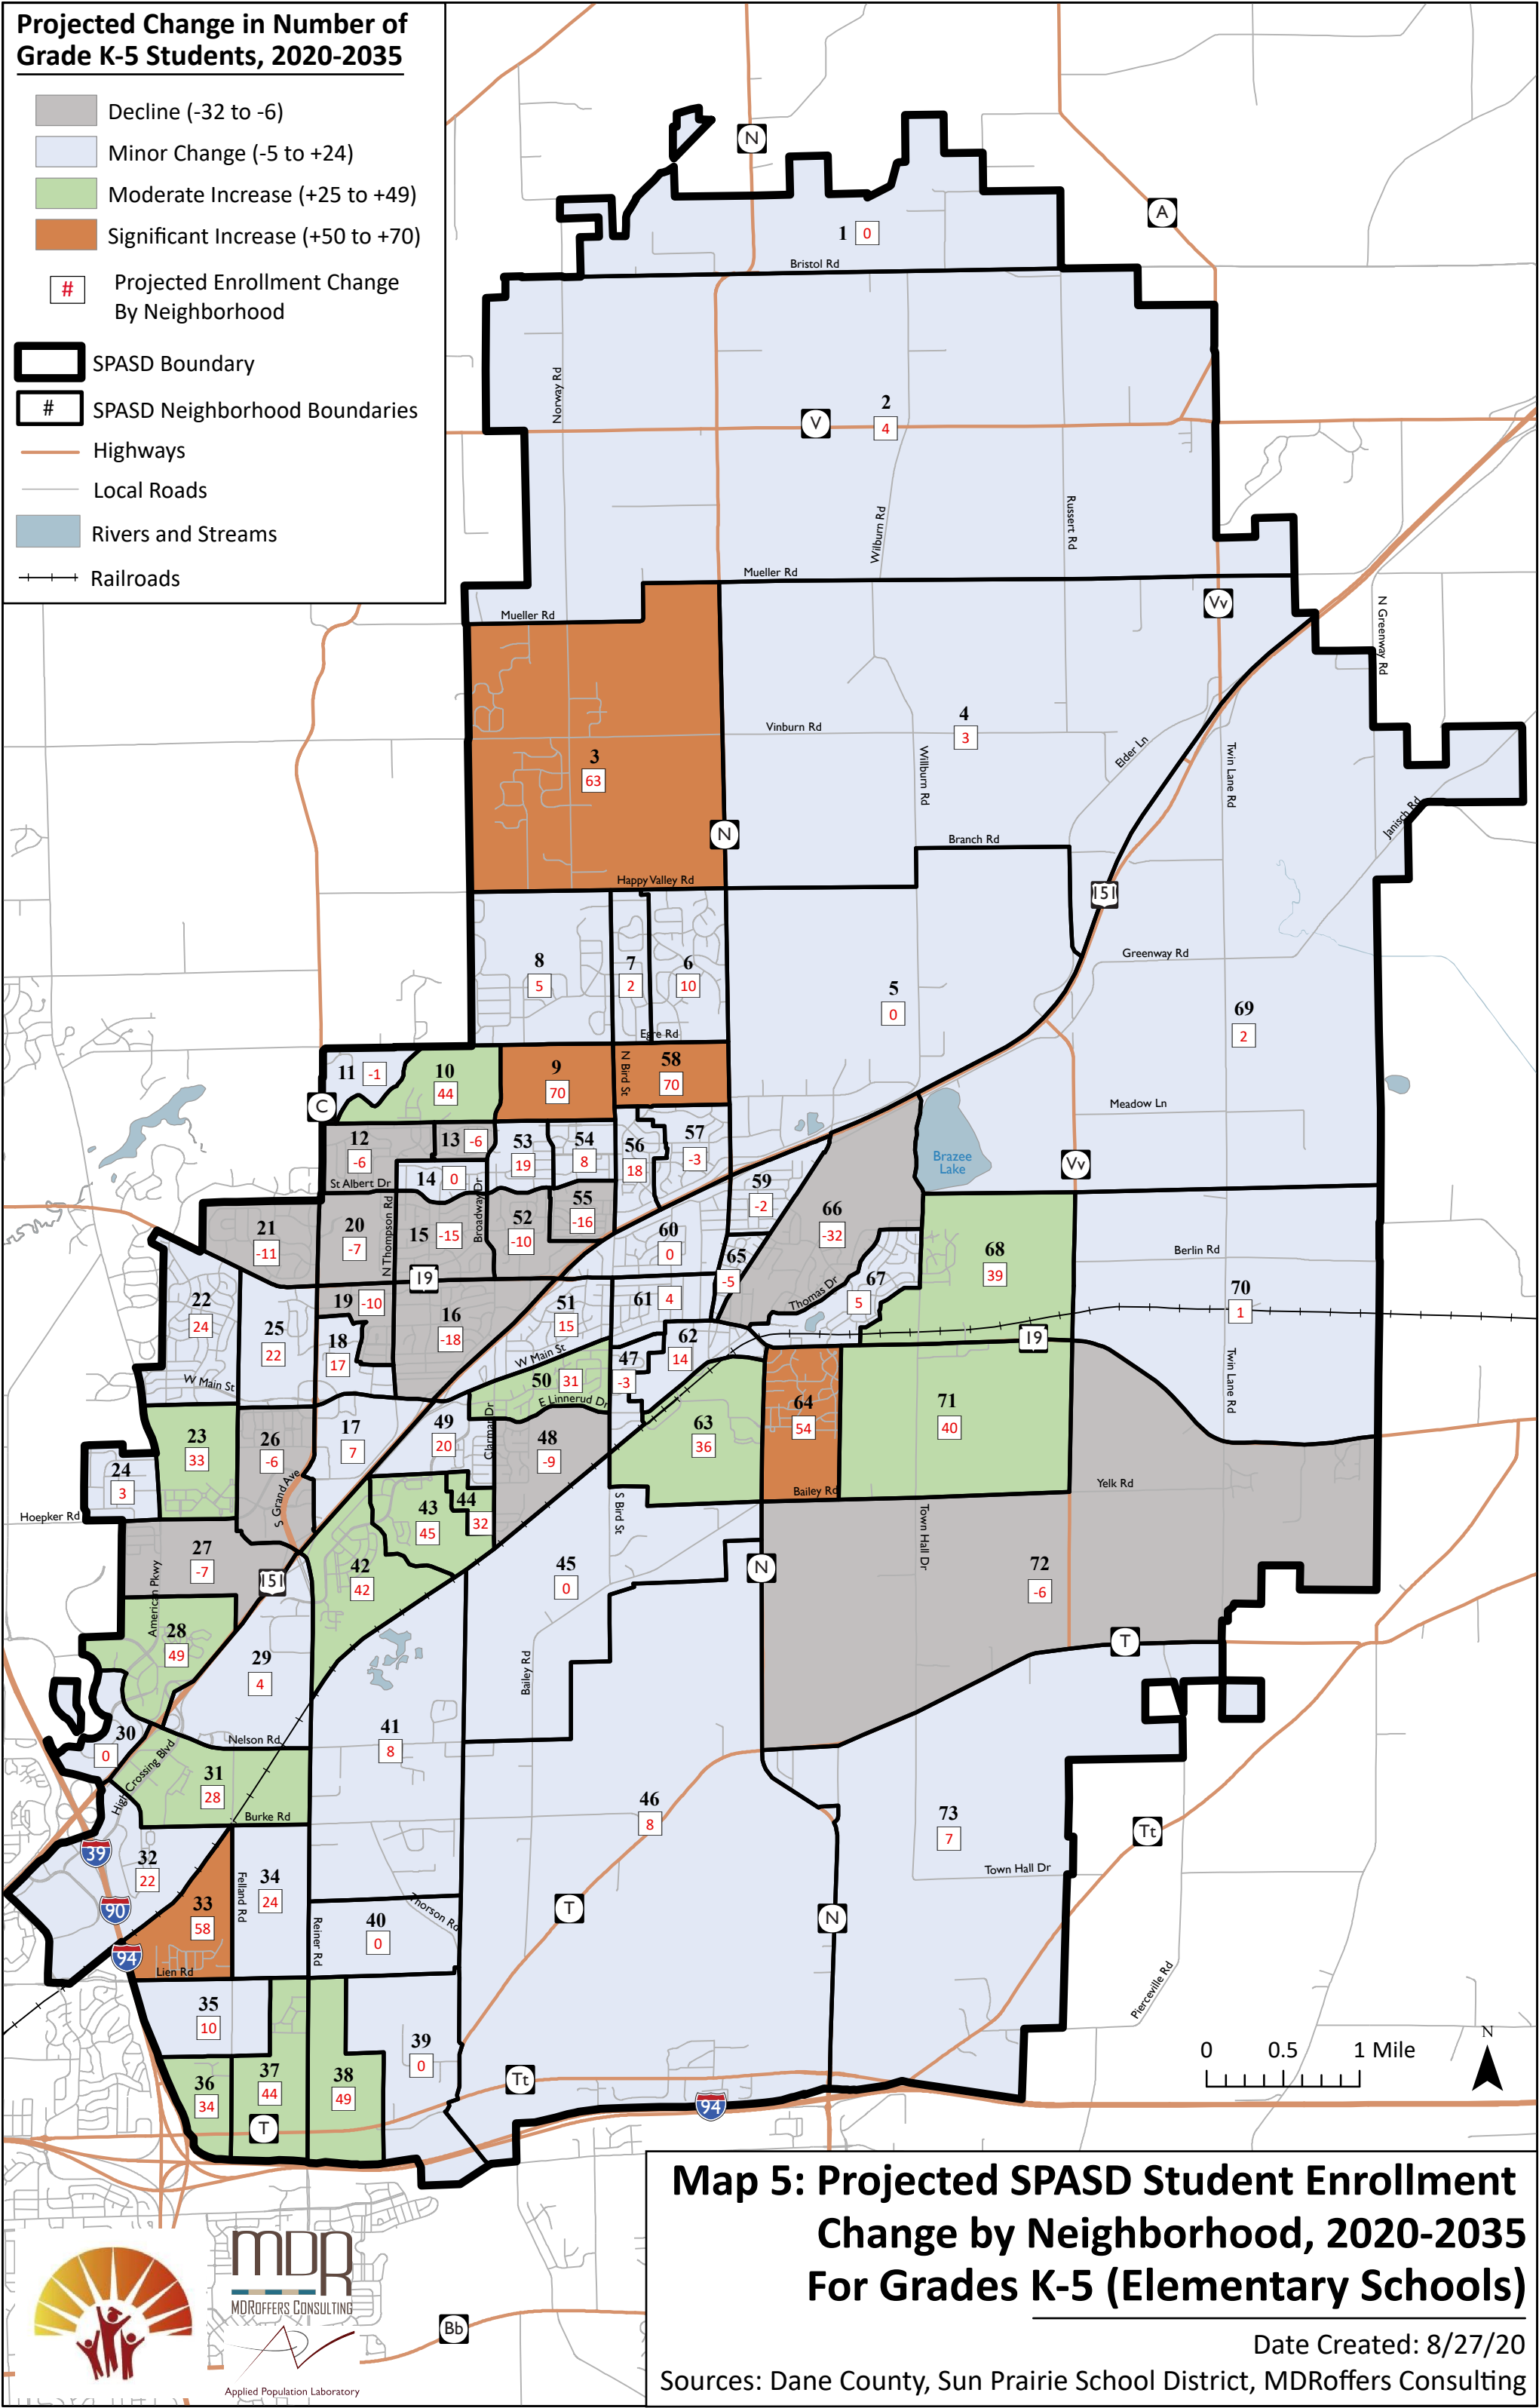 Projected Change in Number of
Grade K-5 Students, 2020-2035
Decline (-32 to -6)
Minor Change (-5 to +24)
Moderate Increase (+25 to +49)
Significant Increase (+50 to +70)
#
Projected Enrollment Change
By Neighborhood
SPASD Boundary
#
SPASD Neighborhood Boundaries
Highways
Local Roads
Rivers and Streams
Railroads
N
A
1 0
Bristol Rd
Norway Rd
2
V
4
Wilburn Rd
Russert Rd
Mueller Rd
Vv
Mueller Rd
N Greenway Rd
4
3
Vinburn Rd
Elder Ln
Willburn Rd
Twin Lane Rd
Janisch Rd
3
63
N
Branch Rd
Happy Valley Rd
151
Greenway Rd
8
5
7
2
6
10
5
0
69
2
Egre Rd
11 -1
10
44
9
70
N Bird St
58
70
C
Meadow Ln
12
-6
13 -6
53
19
54
8
56
18
57
-3
Brazee
Lake
Vv
St Albert Dr
14 0
Broadway Dr
59
-2
21
-11
20
-7
N Thompson Rd
15 -15
52
-10
55
-16
60
0
66
-32
65
-5
68
39
Berlin Rd
19
67
5
Thomas Dr
70
1
22
24
25
22
19 -10
18
17
16
-18
51
15
61 4
62
14
19
W Main St
W Main St
47
-3
50 31
E Linnerud Dr
Twin Lane Rd
23
33
26
-6
17
7
49
20
Clarmar Dr
48
-9
63
36
64
54
71
40
24
3
S Grand Ave
Hoepker Rd
43
45
44
32
S Bird St
Bailey Rd
Yelk Rd
Town Hall Dr
27
-7
151
42
42
45
0
N
72
-6
American Pkwy
28
49
29
4
Bailey Rd
T
30
0
Nelson Rd
41
8
High Crossing Blvd
31
28
Burke Rd
46
8
73
7
Tt
39
32
22
90
33
58
Felland Rd
34
24
Town Hall Dr
Thorson Rd
T
N
94
Reiner Rd
40
0
Lien Rd
Pierceville Rd
35
10
39
0
0 0.5 1 Mile
N
36
34
37
44
38
49
Tt
T
94
Map 5: Projected SPASD Student Enrollment
Change by Neighborhood, 2020-2035
For Grades K-5 (Elementary Schools)
Date Created: 8/27/20
Sources: Dane County, Sun Prairie School District, MDRoffers Consulting
MDR
MDROFFERS CONSULTING
Applied Population Laboratory
Bb